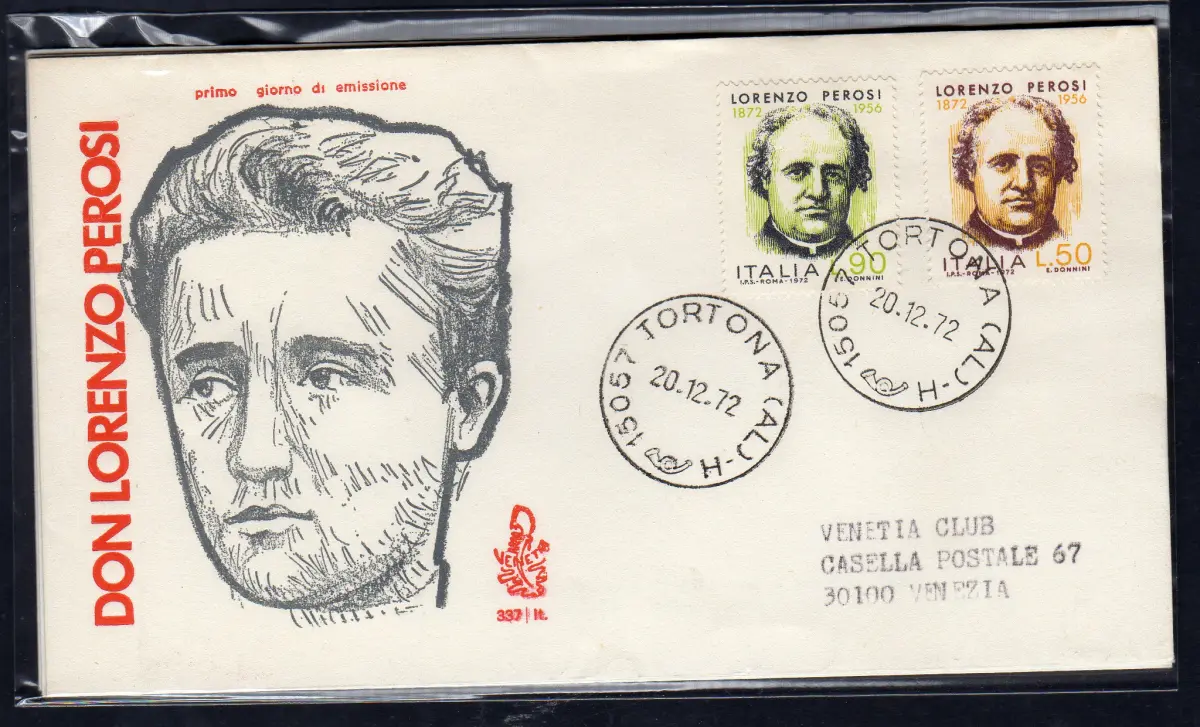 primo giorno di emissione
DON LORENZO PEROSI
LORENZO PEROSI
1872 1956
ITALIA L.90
I.P.S.-ROMA-1972 E.DONNINI
LORENZO PEROSI
1872 1956
ITALIA L.50
I.P.S.-ROMA-1972 E.DONNINI
15057 TORTONA (AL)-H
20.12.72
15057 TORTONA (AL)-H
20.12.72
337 | It.
VENETIA CLUB
CASELLA POSTALE 67
30100 VENEZIA